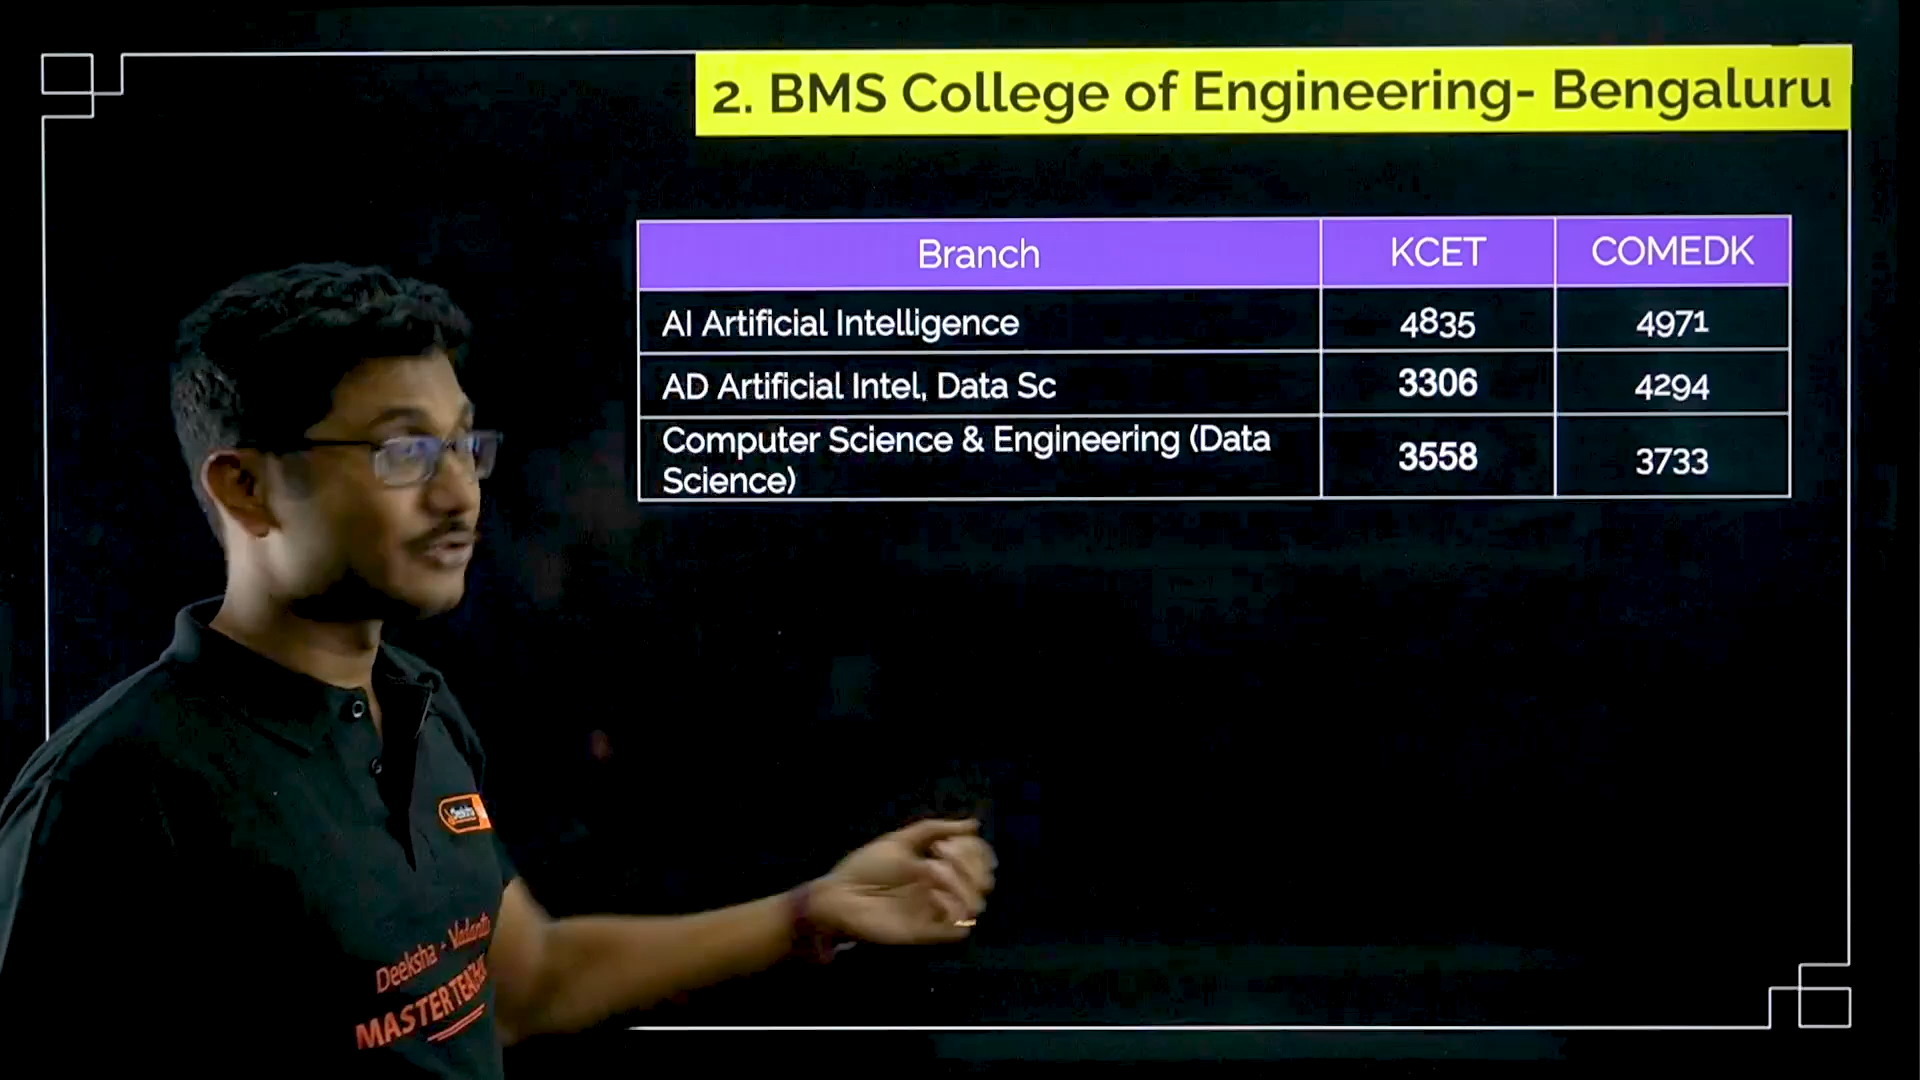 2. BMS College of Engineering- Bengaluru
Branch KCET COMEDK
AI Artificial Intelligence 4835 4971
AD Artificial Intel, Data Sc 3306 4294
Computer Science & Engineering (Data
Science) 3558 3733
Deeksha
Deeksha - Vedantu
MASTER TEACHER